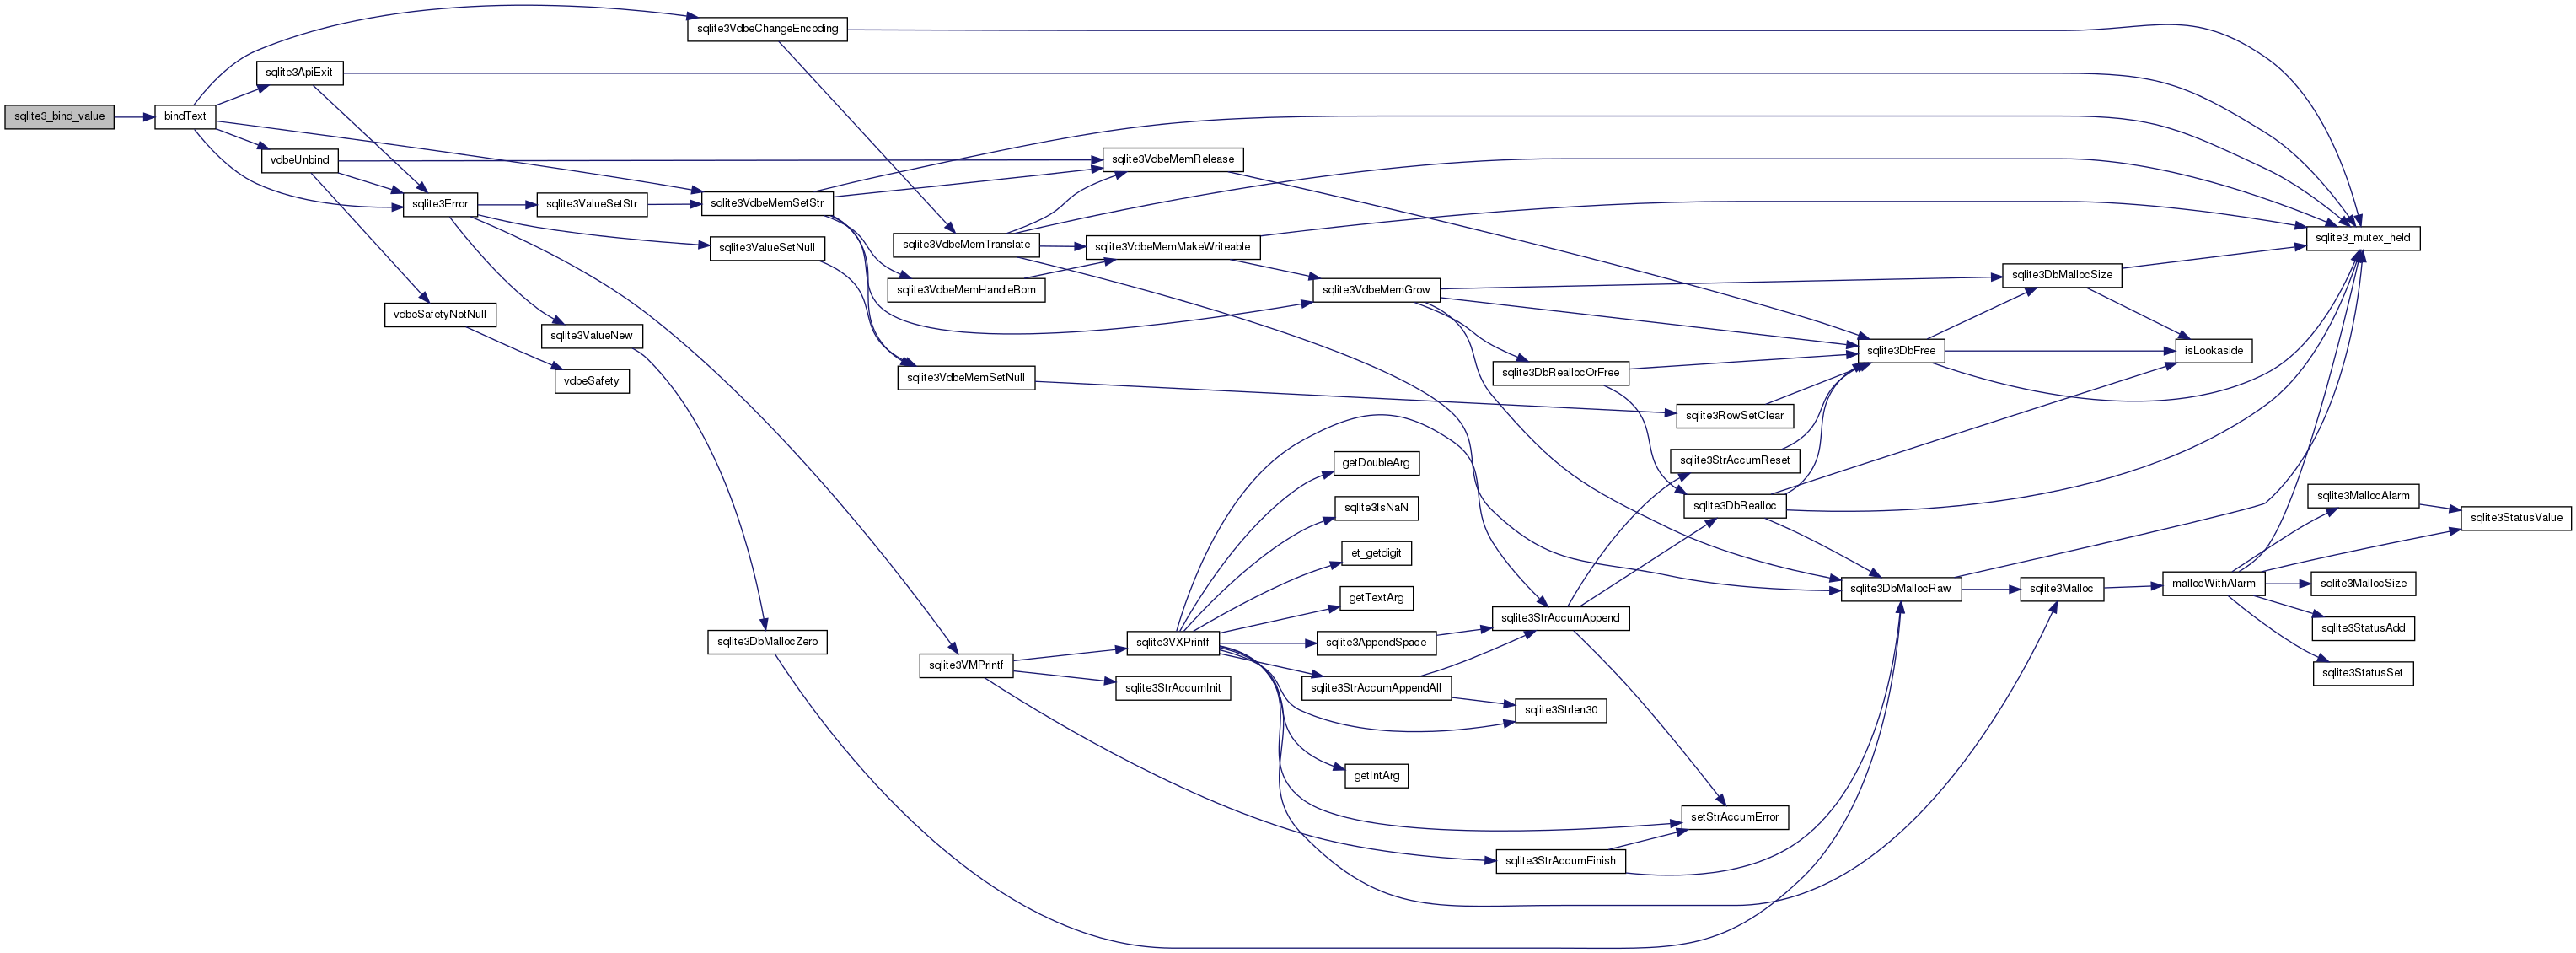 sqlite3_bind_value
bindText
sqlite3ApiExit
vdbeUnbind
sqlite3Error
vdbeSafetyNotNull
sqlite3ValueSetStr
sqlite3ValueNew
vdbeSafety
sqlite3VdbeChangeEncoding
sqlite3VdbeMemSetStr
sqlite3ValueSetNull
sqlite3DbMallocZero
sqlite3VdbeMemTranslate
sqlite3VdbeMemHandleBom
sqlite3VdbeMemSetNull
sqlite3VMPrintf
sqlite3VdbeMemRelease
sqlite3VdbeMemMakeWriteable
sqlite3VXPrintf
sqlite3StrAccumInit
sqlite3VdbeMemGrow
getDoubleArg
sqlite3IsNaN
et_getdigit
getTextArg
sqlite3AppendSpace
sqlite3StrAccumAppendAll
getIntArg
sqlite3DbReallocOrFree
sqlite3StrAccumAppend
sqlite3Strlen30
sqlite3StrAccumFinish
sqlite3RowSetClear
sqlite3StrAccumReset
sqlite3DbRealloc
setStrAccumError
sqlite3DbFree
sqlite3DbMallocRaw
sqlite3DbMallocSize
sqlite3Malloc
isLookaside
mallocWithAlarm
sqlite3_mutex_held
sqlite3MallocAlarm
sqlite3MallocSize
sqlite3StatusAdd
sqlite3StatusSet
sqlite3StatusValue